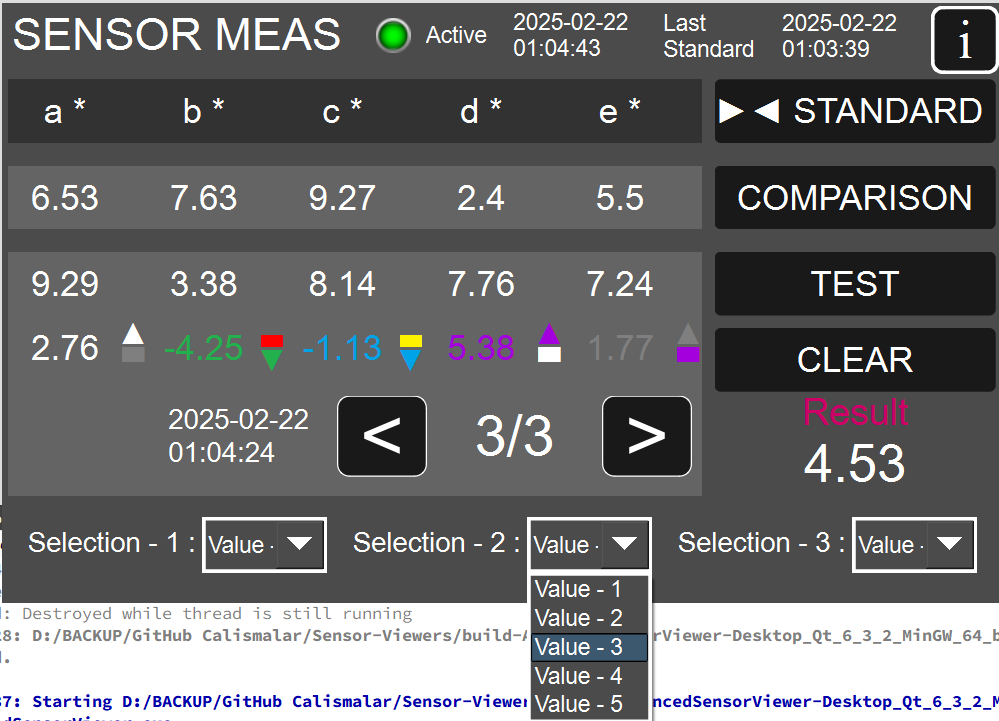 SENSOR MEAS
Active
2025-02-22
01:04:43
Last
Standard
2025-02-22
01:03:39
i
a * b * c * d * e *
STANDARD
6.53 7.63 9.27 2.4 5.5
COMPARISON
9.29 3.38 8.14 7.76 7.24
TEST
2.76 -4.25 -1.13 5.38 1.77
CLEAR
2025-02-22
01:04:24
<
3/3
>
Result
4.53
Selection - 1 : Value - Selection - 2 : Value - Selection - 3 : Value -
Value - 1
Value - 2
Value - 3
Value - 4
Value - 5
: Destroyed while thread is still running
28: D:/BACKUP/GitHub Calismalar/Sensor-Viewers/build- rViewer-Desktop_Qt_6_3_2_MinGW_64_b
37: Starting D:/BACKUP/GitHub Calismalar/Sensor-Viewer ncedSensorViewer-Desktop_Qt_6_3_2_M